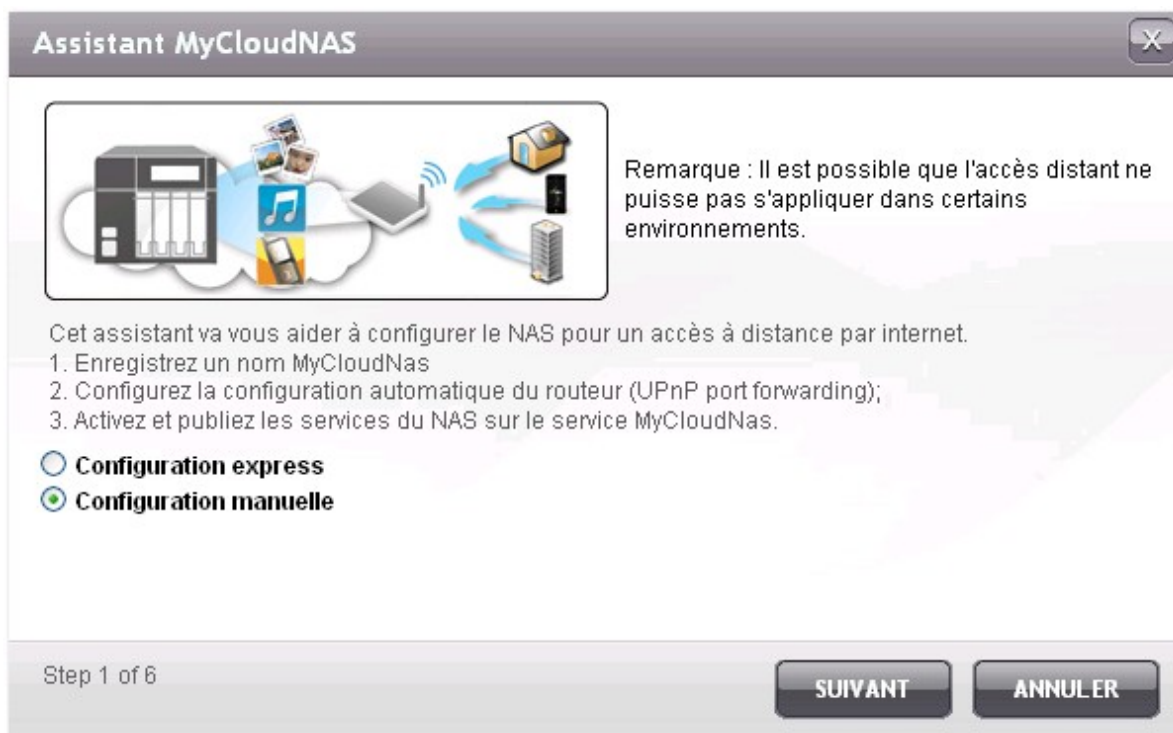 Assistant MyCloudNAS
X
Remarque : Il est possible que l'accès distant ne
puisse pas s'appliquer dans certains
environnements.
Cet assistant va vous aider à configurer le NAS pour un accès à distance par internet.
1. Enregistrez un nom MyCloudNas
2. Configurez la configuration automatique du routeur (UPnP port forwarding);
3. Activez et publiez les services du NAS sur le service MyCloudNas.
Configuration express
Configuration manuelle
Step 1 of 6
SUIVANT
ANNULER